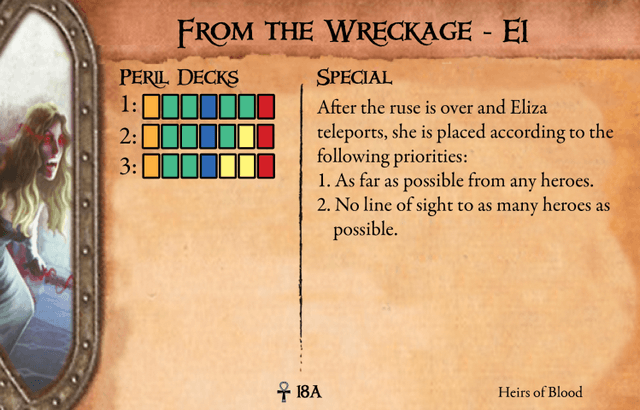 From the Wreckage - EI
Peril Decks
1:
2:
3:
Special
After the ruse is over and Eliza
teleports, she is placed according to the
following priorities:
1. As far as possible from any heroes.
2. No line of sight to as many heroes as
possible.
18A
Heirs of Blood